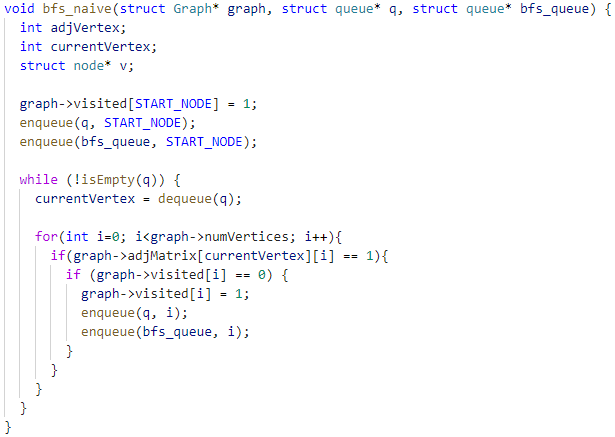 void bfs_naive(struct Graph* graph, struct queue* q, struct queue* bfs_queue) {
  int adjVertex;
  int currentVertex;
  struct node* v;

  graph->visited[START_NODE] = 1;
  enqueue(q, START_NODE);
  enqueue(bfs_queue, START_NODE);

  while (!isEmpty(q)) {
    currentVertex = dequeue(q);

    for(int i=0; i<graph->numVertices; i++){
      if(graph->adjMatrix[currentVertex][i] == 1){
        if (graph->visited[i] == 0) {
          graph->visited[i] = 1;
          enqueue(q, i);
          enqueue(bfs_queue, i);
        }
      }
    }
  }
}